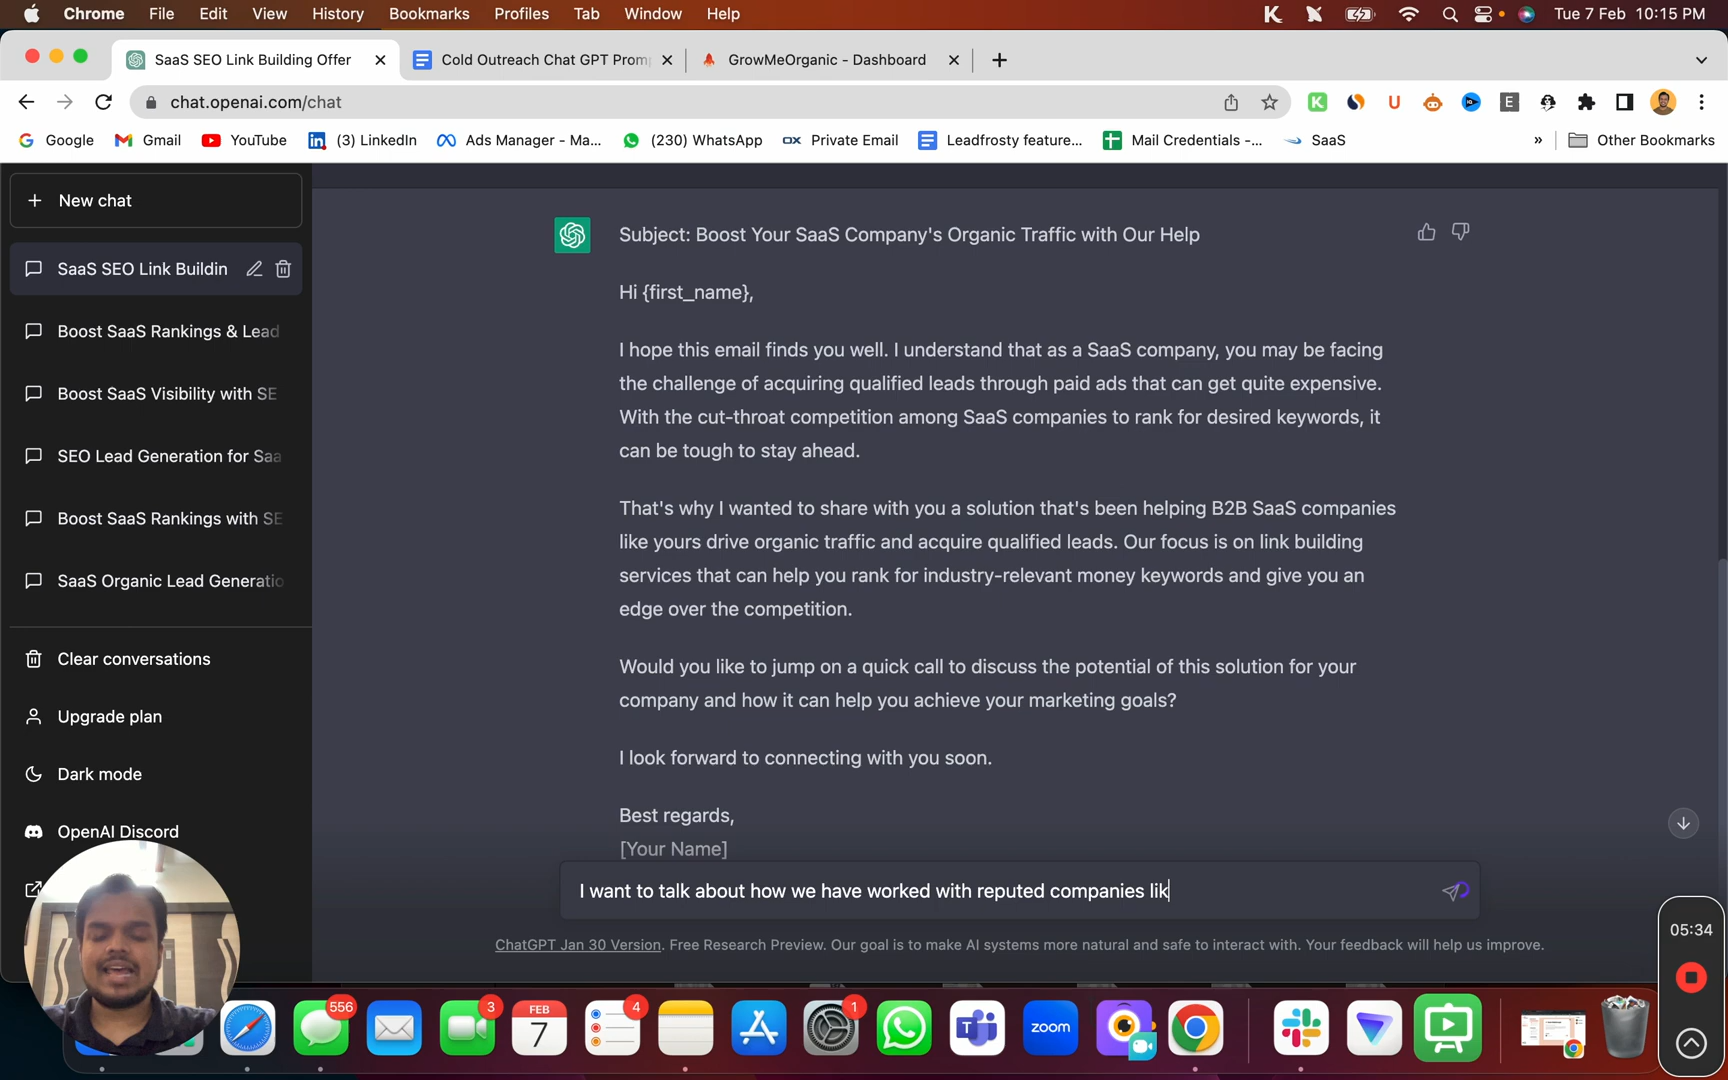 Chrome File Edit View History Bookmarks Profiles Tab Window Help Tue 7 Feb 10:15 PM
SaaS SEO Link Building Offer Cold Outreach Chat GPT Prom GrowMeOrganic - Dashboard
chat.openai.com/chat
Google Gmail YouTube (3) LinkedIn Ads Manager - Ma... (230) WhatsApp Private Email Leadfrosty feature... Mail Credentials -... SaaS » Other Bookmarks
New chat
SaaS SEO Link Buildin
Boost SaaS Rankings & Lead
Boost SaaS Visibility with SE
SEO Lead Generation for Saa
Boost SaaS Rankings with SE
SaaS Organic Lead Generatio
Clear conversations
Upgrade plan
Dark mode
OpenAI Discord
Subject: Boost Your SaaS Company's Organic Traffic with Our Help
Hi {first_name},
I hope this email finds you well. I understand that as a SaaS company, you may be facing
the challenge of acquiring qualified leads through paid ads that can get quite expensive.
With the cut-throat competition among SaaS companies to rank for desired keywords, it
can be tough to stay ahead.
That's why I wanted to share with you a solution that's been helping B2B SaaS companies
like yours drive organic traffic and acquire qualified leads. Our focus is on link building
services that can help you rank for industry-relevant money keywords and give you an
edge over the competition.
Would you like to jump on a quick call to discuss the potential of this solution for your
company and how it can help you achieve your marketing goals?
I look forward to connecting with you soon.
Best regards,
[Your Name]
I want to talk about how we have worked with reputed companies lik
ChatGPT Jan 30 Version. Free Research Preview. Our goal is to make AI systems more natural and safe to interact with. Your feedback will help us improve.
05:34
556 3 FEB 7 4 1 zoom